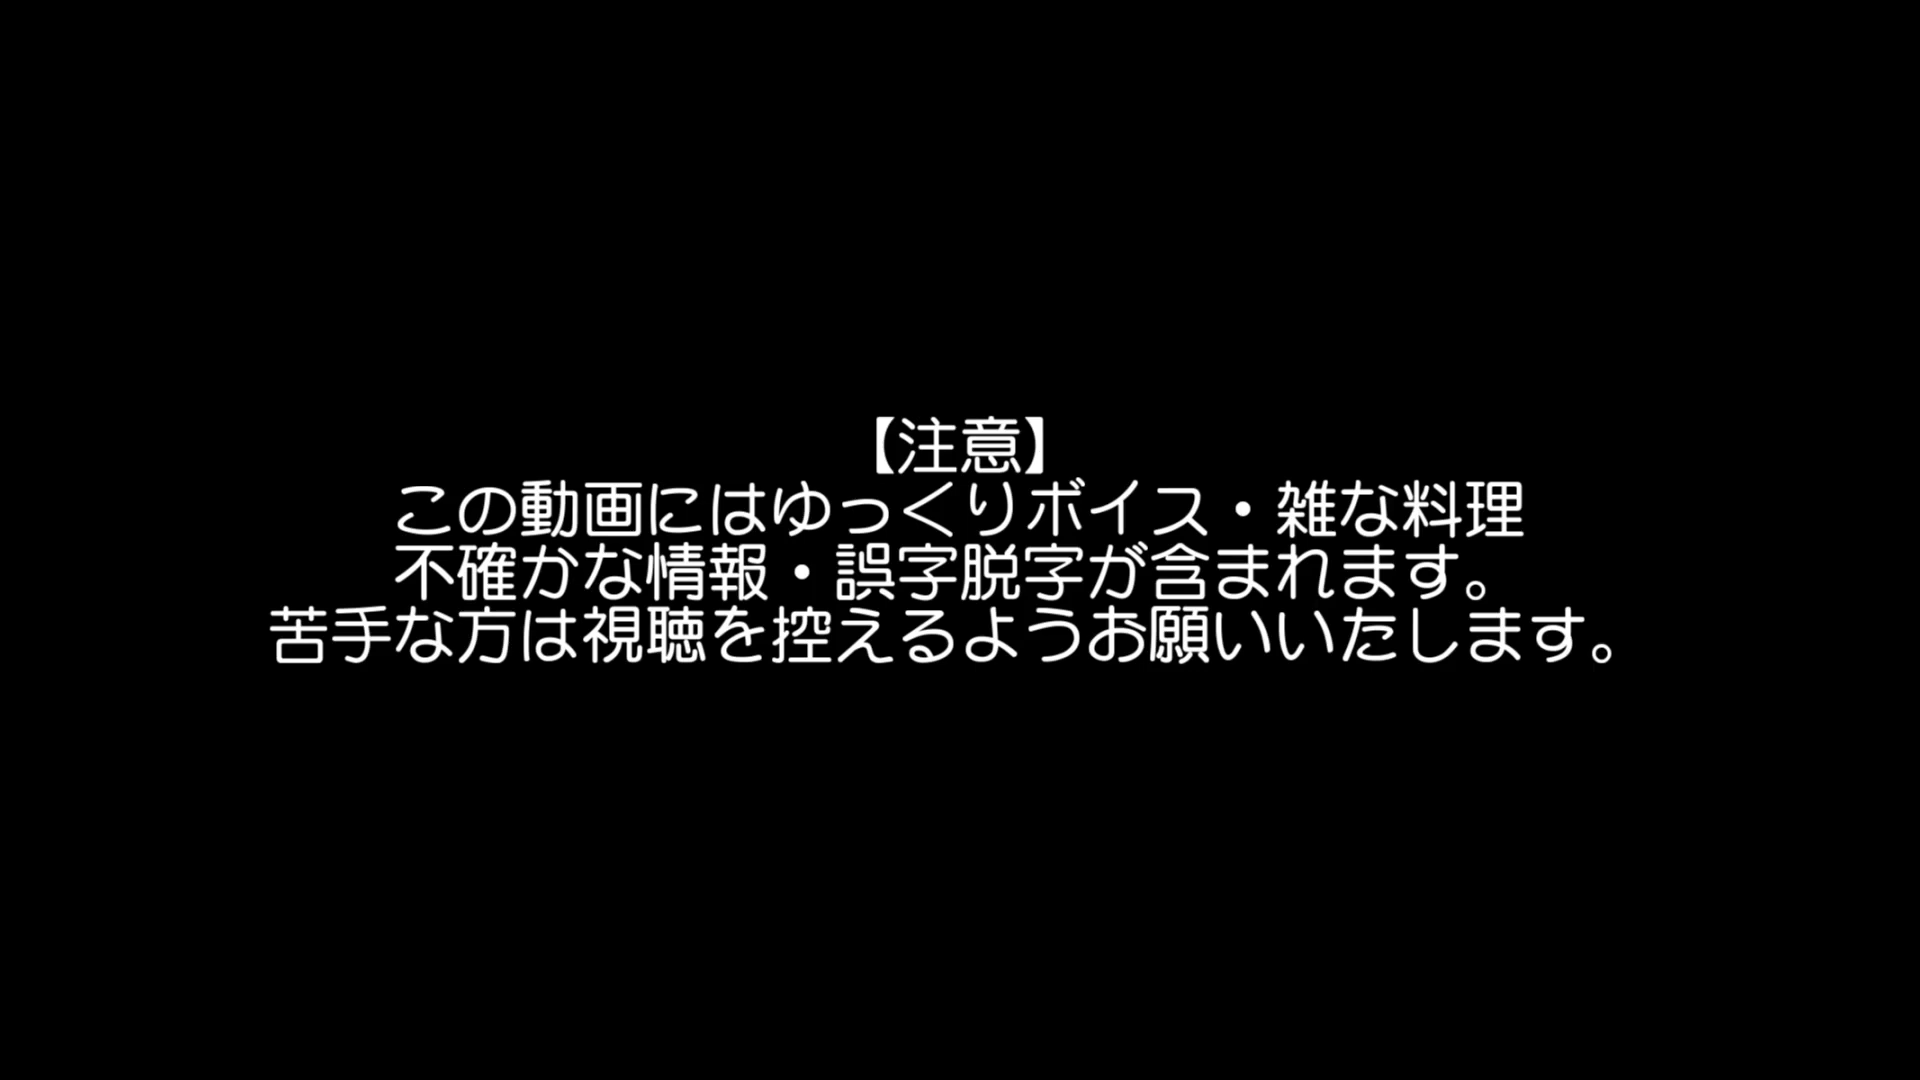 【注意】
この動画にはゆっくりボイス・雑な料理
不確かな情報・誤字脱字が含まれます。
苦手な方は視聴を控えるようお願いいたします。